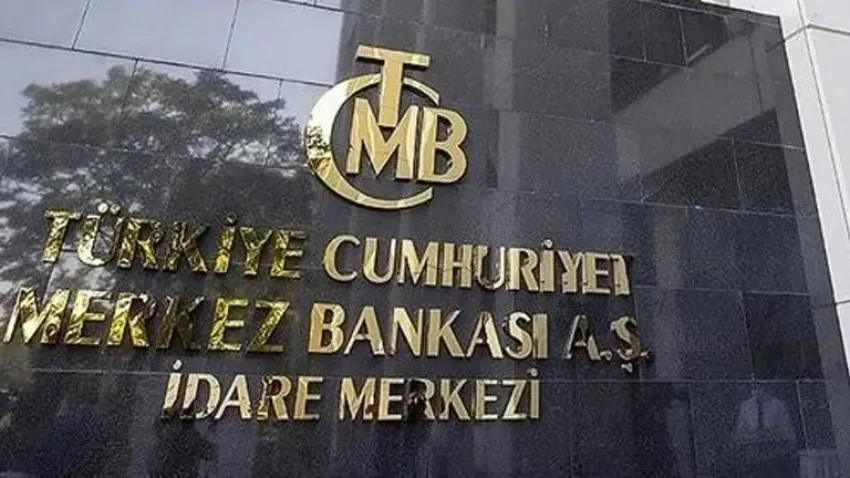 TCMB
TÜRKİYE CUMHURİYET
MERKEZ BANKASI A.Ş.
İDARE MERKEZİ